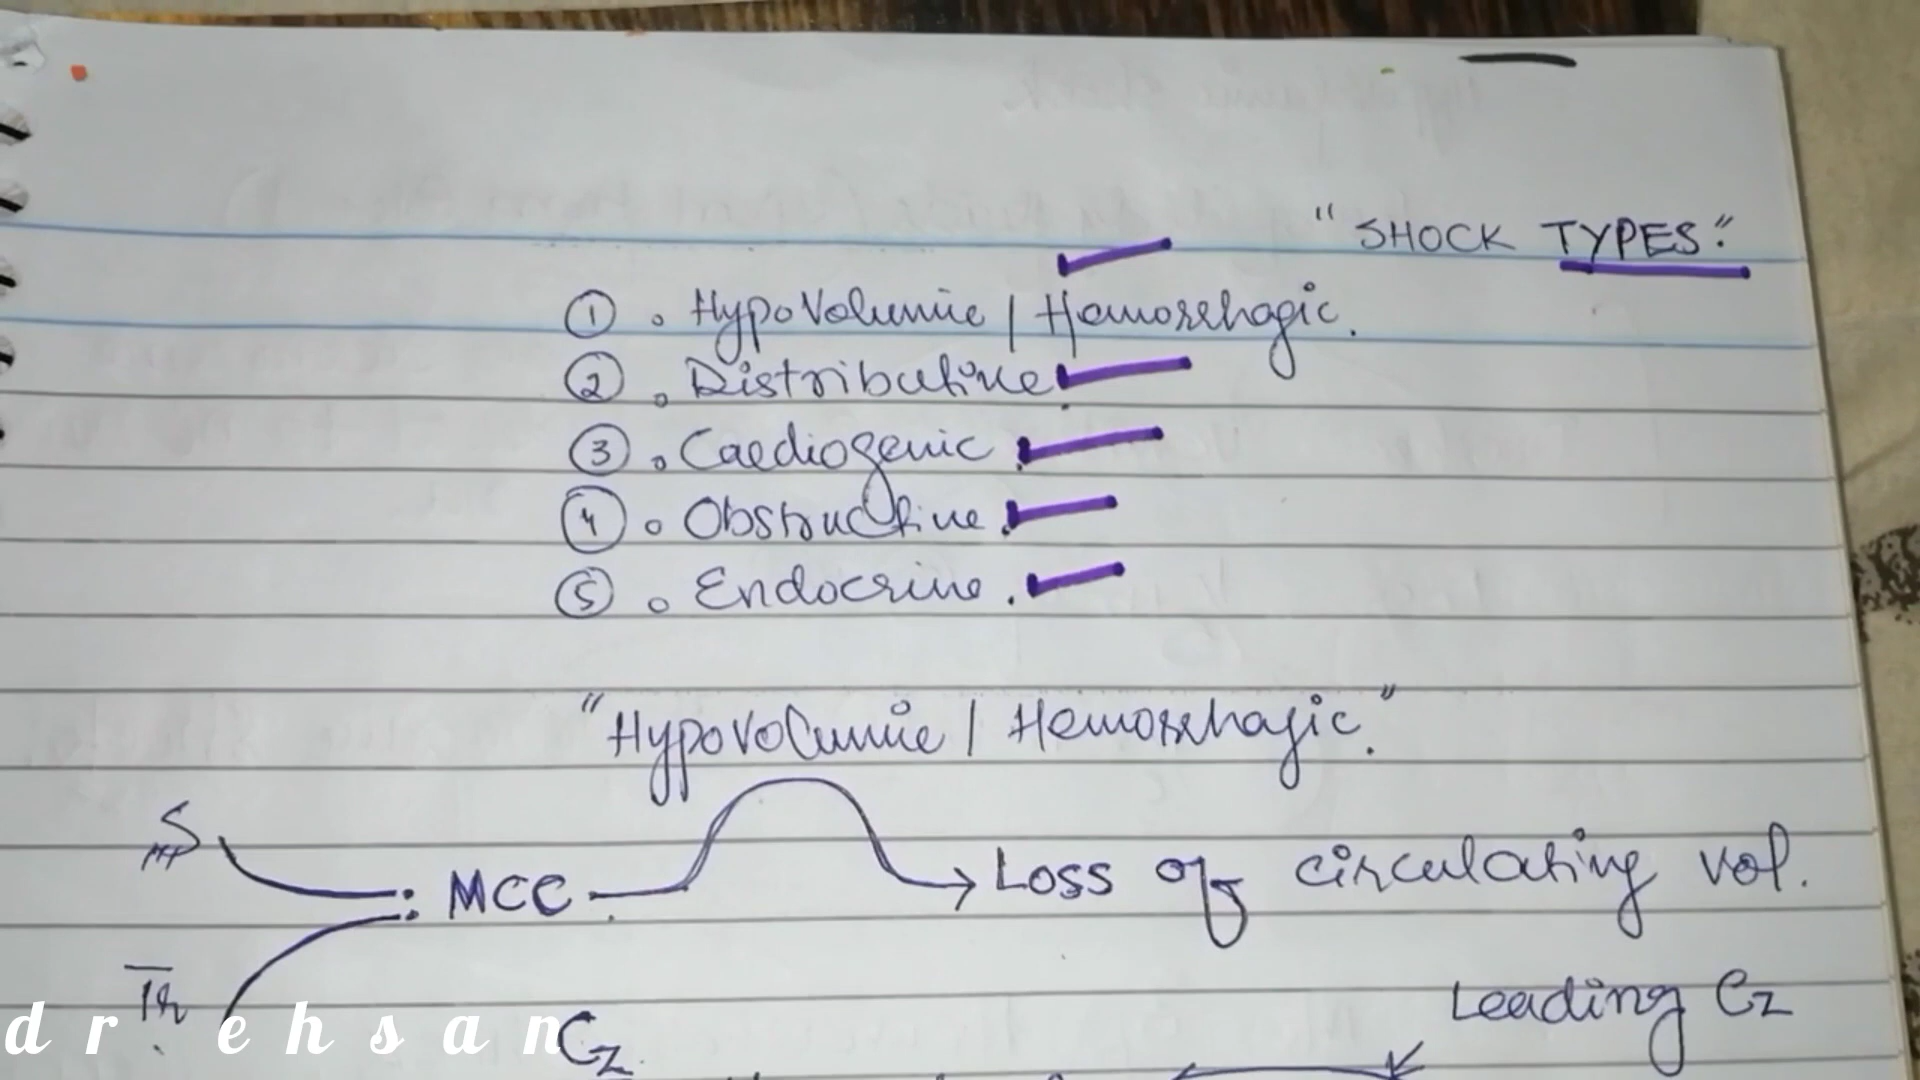 "SHOCK TYPES."
① . Hypovolumic / Hemorrhagic.
② . Distributive
③ . Cardiogenic
④ . Obstructive.
⑤ . Endocrine.
"Hypovolumic / Hemorrhagic."
S
: MCC → Loss of circulating vol.
Leading Cz
dr ehsan
Cz